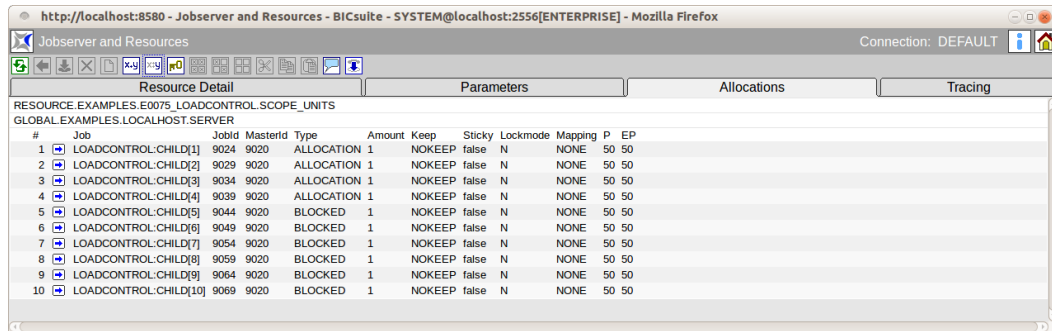 http://localhost:8580 - Jobserver and Resources - BICsuite - SYSTEM@localhost:2556[ENTERPRISE] - Mozilla Firefox
Jobserver and Resources Connection: DEFAULT
Resource Detail Parameters Allocations Tracing
RESOURCE.EXAMPLES.E0075_LOADCONTROL.SCOPE_UNITS
GLOBAL.EXAMPLES.LOCALHOST.SERVER
# Job JobId MasterId Type Amount Keep Sticky Lockmode Mapping P EP
1 LOADCONTROL:CHILD[1] 9024 9020 ALLOCATION 1 NOKEEP false N NONE 50 50
2 LOADCONTROL:CHILD[2] 9029 9020 ALLOCATION 1 NOKEEP false N NONE 50 50
3 LOADCONTROL:CHILD[3] 9034 9020 ALLOCATION 1 NOKEEP false N NONE 50 50
4 LOADCONTROL:CHILD[4] 9039 9020 ALLOCATION 1 NOKEEP false N NONE 50 50
5 LOADCONTROL:CHILD[5] 9044 9020 BLOCKED 1 NOKEEP false N NONE 50 50
6 LOADCONTROL:CHILD[6] 9049 9020 BLOCKED 1 NOKEEP false N NONE 50 50
7 LOADCONTROL:CHILD[7] 9054 9020 BLOCKED 1 NOKEEP false N NONE 50 50
8 LOADCONTROL:CHILD[8] 9059 9020 BLOCKED 1 NOKEEP false N NONE 50 50
9 LOADCONTROL:CHILD[9] 9064 9020 BLOCKED 1 NOKEEP false N NONE 50 50
10 LOADCONTROL:CHILD[10] 9069 9020 BLOCKED 1 NOKEEP false N NONE 50 50